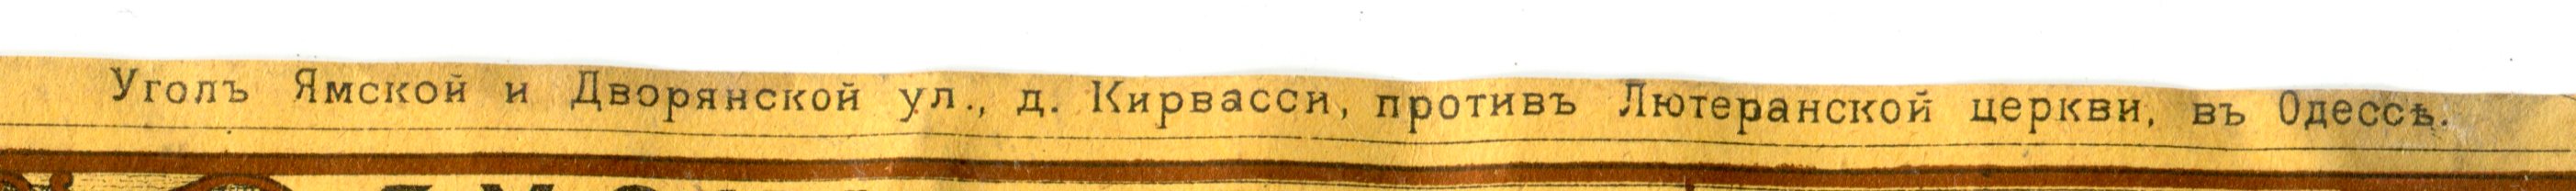 Уголъ Ямской и Дворянской ул., д. Кирвасси, противъ Лютеранской церкви, въ Одессѣ.